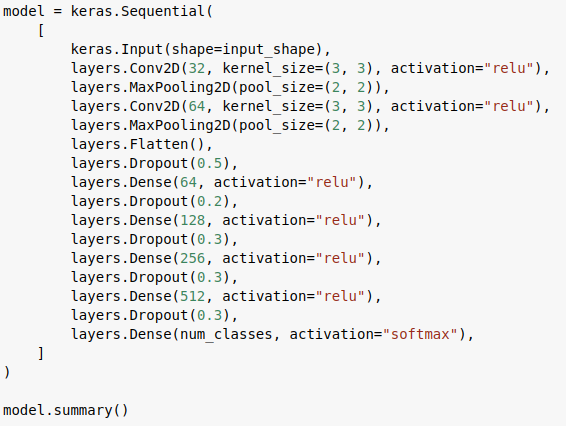 model = keras.Sequential(
    [
        keras.Input(shape=input_shape),
        layers.Conv2D(32, kernel_size=(3, 3), activation="relu"),
        layers.MaxPooling2D(pool_size=(2, 2)),
        layers.Conv2D(64, kernel_size=(3, 3), activation="relu"),
        layers.MaxPooling2D(pool_size=(2, 2)),
        layers.Flatten(),
        layers.Dropout(0.5),
        layers.Dense(64, activation="relu"),
        layers.Dropout(0.2),
        layers.Dense(128, activation="relu"),
        layers.Dropout(0.3),
        layers.Dense(256, activation="relu"),
        layers.Dropout(0.3),
        layers.Dense(512, activation="relu"),
        layers.Dropout(0.3),
        layers.Dense(num_classes, activation="softmax"),
    ]
)

model.summary()